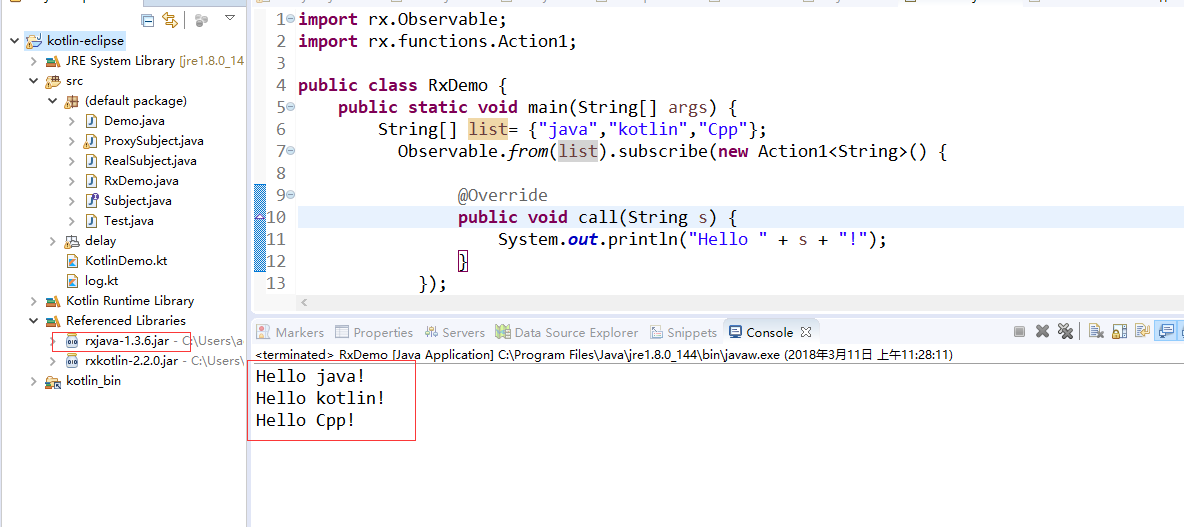 kotlin-eclipse
JRE System Library [jre1.8.0_14
src
(default package)
Demo.java
ProxySubject.java
RealSubject.java
RxDemo.java
Subject.java
Test.java
delay
KotlinDemo.kt
log.kt
Kotlin Runtime Library
Referenced Libraries
rxjava-1.3.6.jar - C:\Users\a
rxkotlin-2.2.0.jar - C:\Users\
kotlin_bin
1 import rx.Observable;
2 import rx.functions.Action1;
3
4 public class RxDemo {
5 public static void main(String[] args) {
6 String[] list= {"java","kotlin","Cpp"};
7 Observable.from(list).subscribe(new Action1<String>() {
8
9 @Override
10 public void call(String s) {
11 System.out.println("Hello " + s + "!");
12 }
13 });
Markers Properties Servers Data Source Explorer Snippets Console
<terminated> RxDemo [Java Application] C:\Program Files\Java\jre1.8.0_144\bin\javaw.exe (2018年3月11日 上午11:28:11)
Hello java!
Hello kotlin!
Hello Cpp!